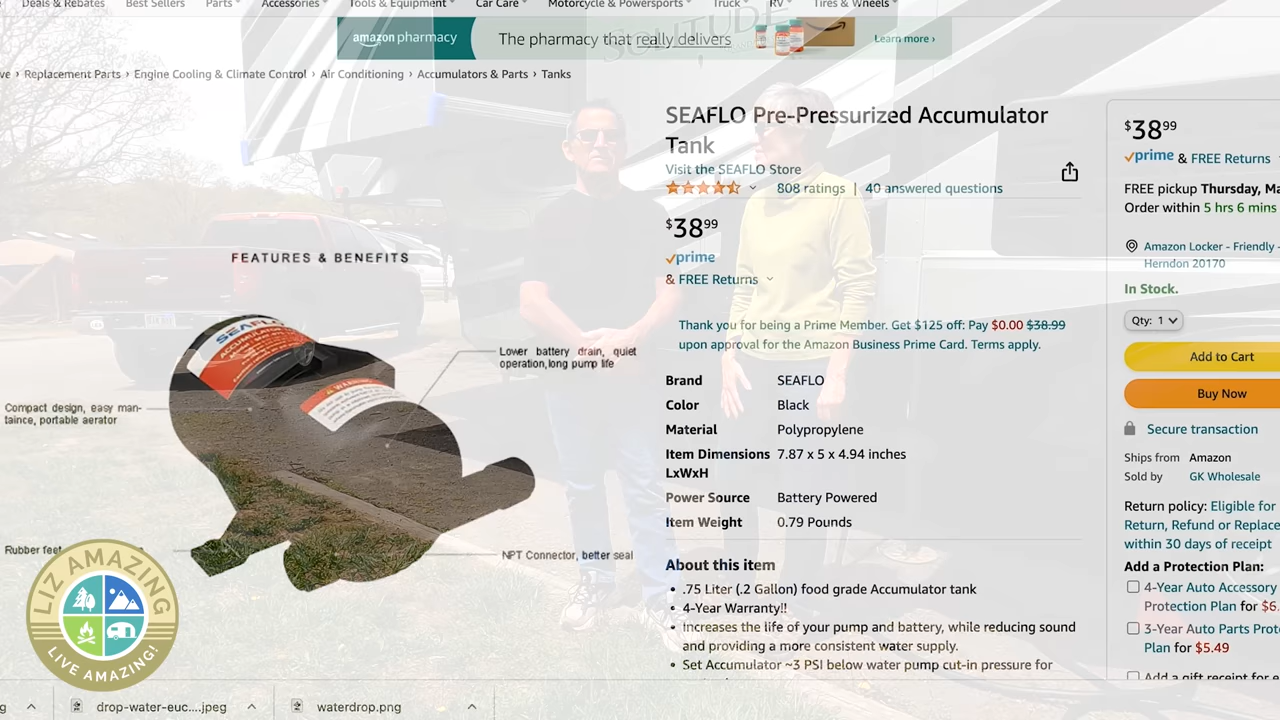 Deals & Rebates Best Sellers Parts Accessories Tools & Equipment Car Care Motorcycle & Powersports Truck RV Tires & Wheels
SOLITUDE
amazon pharmacy The pharmacy that really delivers Learn more ›
ve › Replacement Parts › Engine Cooling & Climate Control › Air Conditioning › Accumulators & Parts › Tanks
SEAFLO Pre-Pressurized Accumulator
Tank
Visit the SEAFLO Store
808 ratings | 40 answered questions
$38.99
prime
& FREE Returns
Thank you for being a Prime Member. Get $125 off: Pay $0.00 $38.99
upon approval for the Amazon Business Prime Card. Terms apply.
Brand SEAFLO
Color Black
Material Polypropylene
Item Dimensions 7.87 x 5 x 4.94 inches
LxWxH
Power Source Battery Powered
Item Weight 0.79 Pounds
About this item
• .75 Liter (.2 Gallon) food grade Accumulator tank
• 4-Year Warranty!!
• Increases the life of your pump and battery, while reducing sound
and providing a more consistent water supply.
• Set Accumulator ~3 PSI below water pump cut-in pressure for
$38.99
prime & FREE Returns
FREE pickup Thursday, Ma
Order within 5 hrs 6 mins
Amazon Locker - Friendly -
Herndon 20170
In Stock.
Qty: 1
Add to Cart
Buy Now
Secure transaction
Ships from Amazon
Sold by GK Wholesale
Return policy: Eligible for
Return, Refund or Replace
within 30 days of receipt
Add a Protection Plan:
4-Year Auto Accessory
Protection Plan for $6.
3-Year Auto Parts Prote
Plan for $5.49
Add a gift receipt for e
FEATURES & BENEFITS
SEAFLO
ACCUMULATOR
WARNING
Lower battery drain, quiet
operation,long pump life
Compact design, easy man-
taince, portable aerator
Rubber feet
NPT Connector, better seal
LIZ AMAZING
LIVE AMAZING!
g drop-water-euc....jpeg waterdrop.png